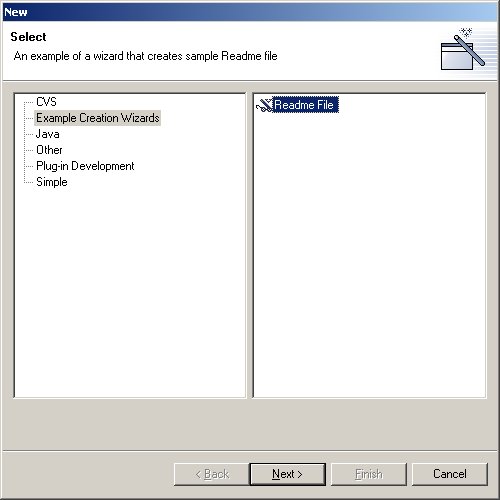 New
Select
An example of a wizard that creates sample Readme file
CVS
Example Creation Wizards
Java
Other
Plug-in Development
Simple
Readme File
< Back
Next >
Finish
Cancel